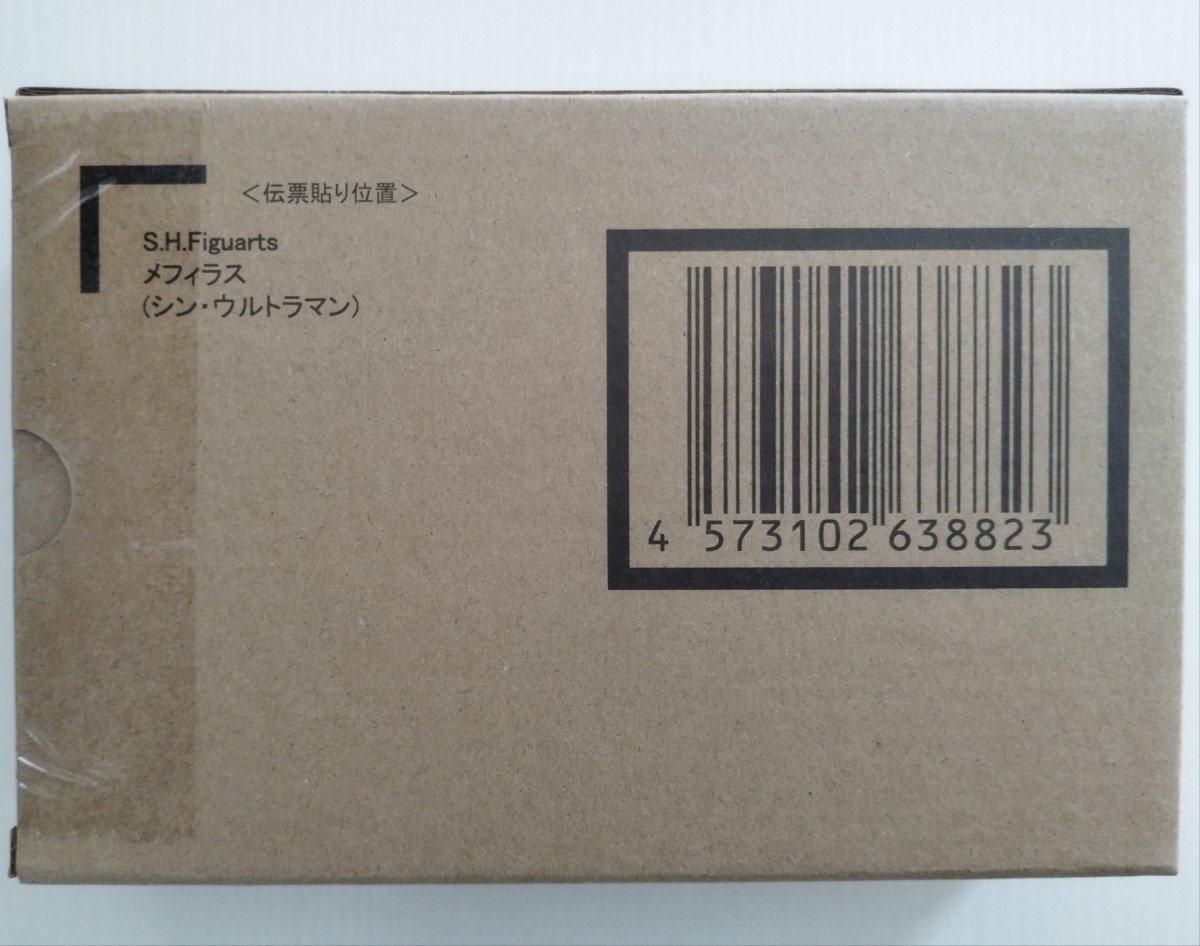 ＜伝票貼り位置＞
S.H.Figuarts
メフィラス
(シン・ウルトラマン)
4 573102 638823